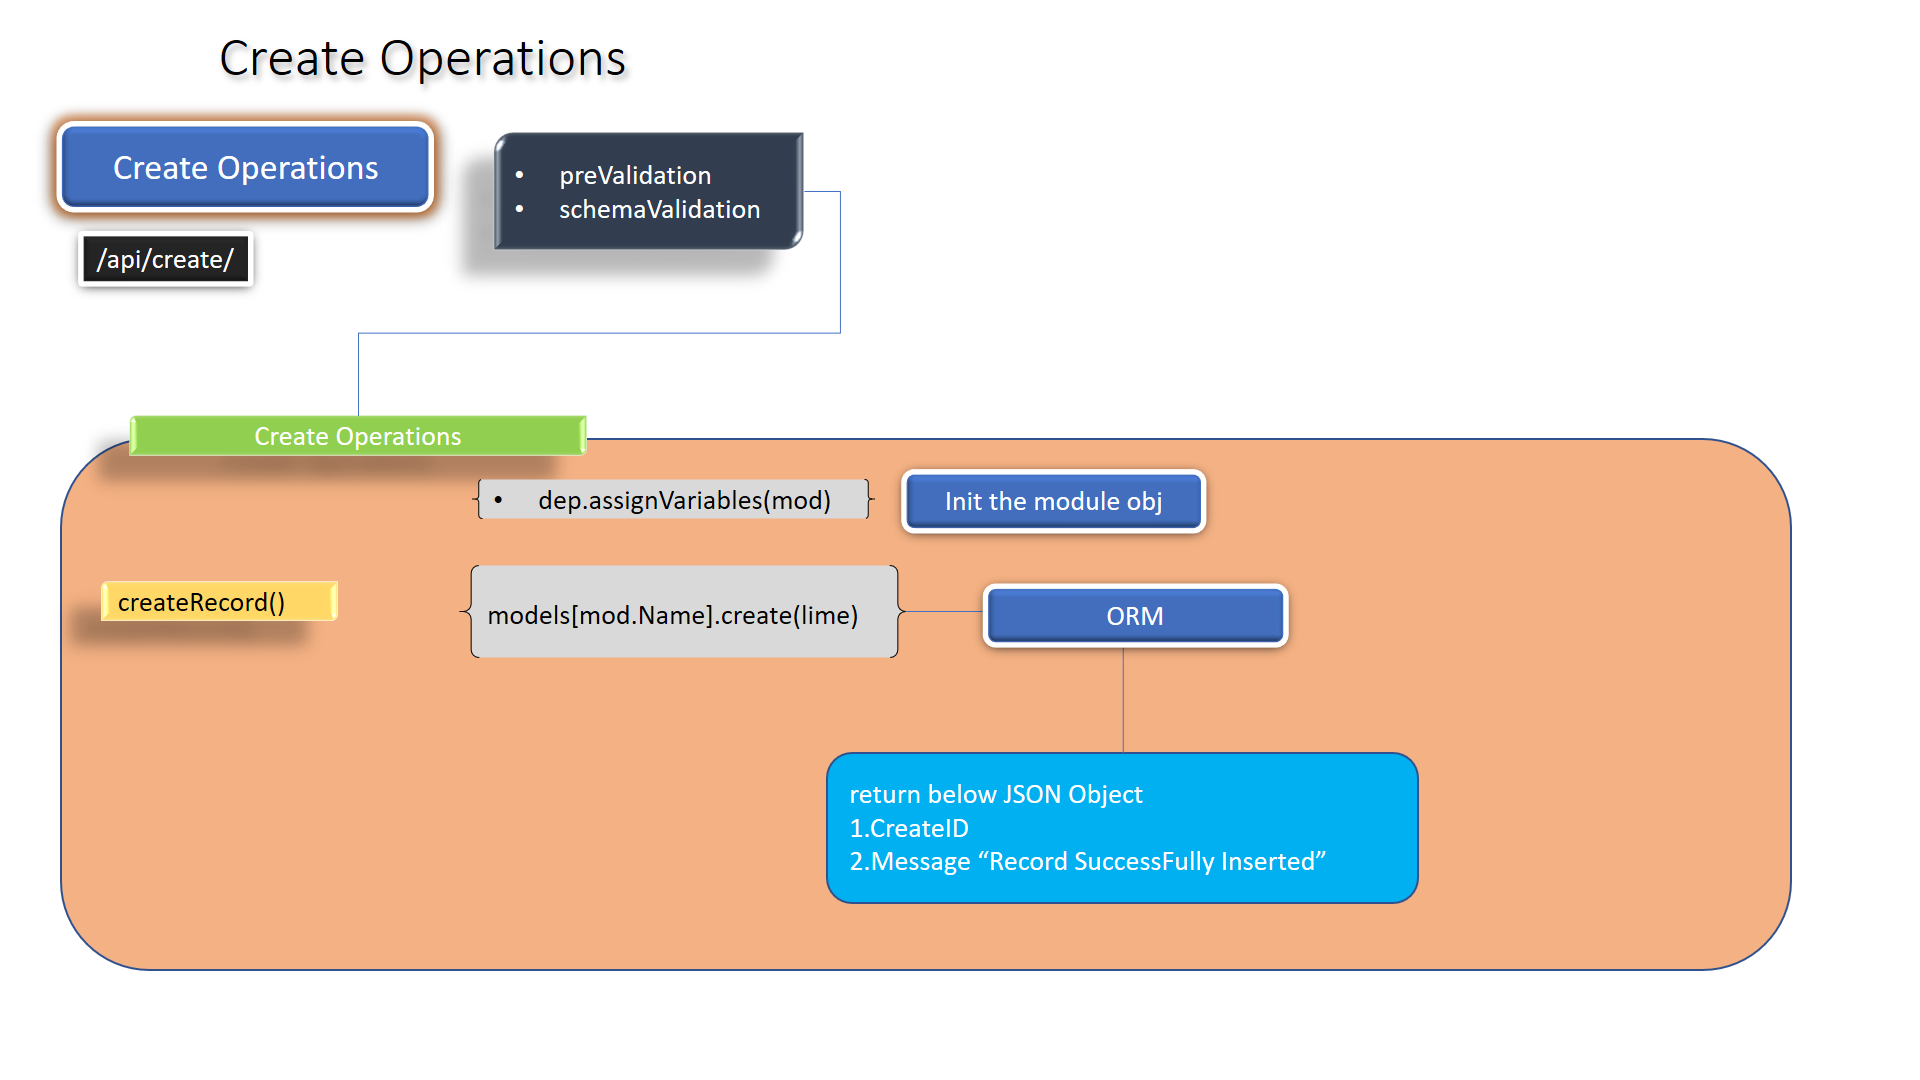 Create Operations
Create Operations
/api/create/
• preValidation
• schemaValidation
Create Operations
• dep.assignVariables(mod)
Init the module obj
createRecord()
models[mod.Name].create(lime)
ORM
return below JSON Object
1.CreateID
2.Message “Record SuccessFully Inserted”